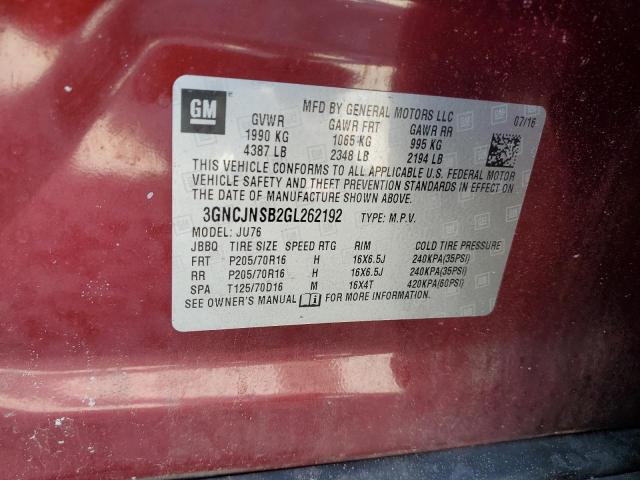 GM
MFD BY GENERAL MOTORS LLC
07/16
GVWR GAWR FRT GAWR RR
1990 KG 1065 KG 995 KG
4387 LB 2348 LB 2194 LB
THIS VEHICLE CONFORMS TO ALL APPLICABLE U.S. FEDERAL MOTOR
VEHICLE SAFETY AND THEFT PREVENTION STANDARDS IN EFFECT ON
THE DATE OF MANUFACTURE SHOWN ABOVE.
3GNCJNSB2GL262192 TYPE: M.P.V.
MODEL: JU76
JBBQ TIRE SIZE SPEED RTG RIM COLD TIRE PRESSURE
FRT P205/70R16 H 16X6.5J 240KPA(35PSI)
RR P205/70R16 H 16X6.5J 240KPA(35PSI)
SPA T125/70D16 M 16X4T 420KPA(60PSI)
SEE OWNER'S MANUAL FOR MORE INFORMATION.